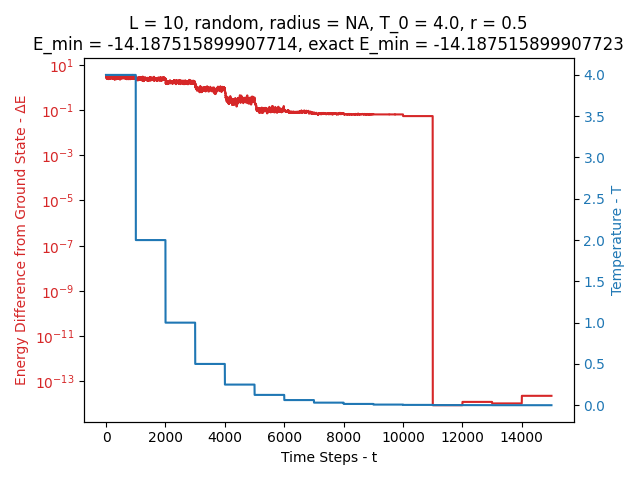 L = 10, random, radius = NA, T_0 = 4.0, r = 0.5
E_min = -14.187515899907714, exact E_min = -14.187515899907723
10¹
10⁻¹
10⁻³
10⁻⁵
10⁻⁷
10⁻⁹
10⁻¹¹
10⁻¹³
Energy Difference from Ground State - ΔE
4.0
3.5
3.0
2.5
2.0
1.5
1.0
0.5
0.0
Temperature - T
0 2000 4000 6000 8000 10000 12000 14000
Time Steps - t